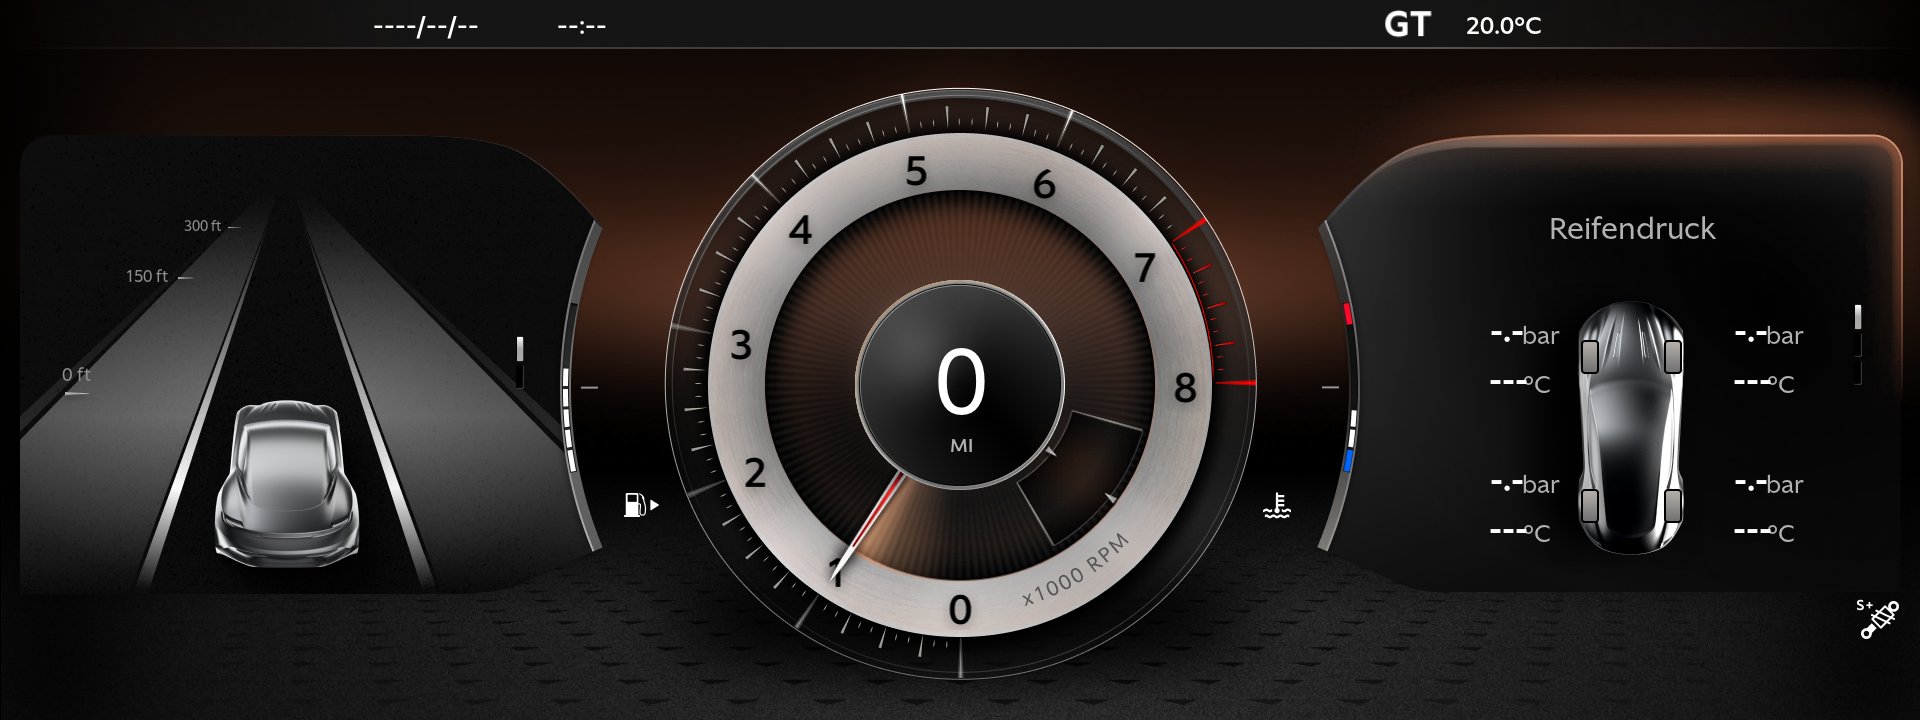 ----/--/-- --:-- GT 20.0°C
300 ft
150 ft
0 ft
0
1
2
3
4
5
6
7
8
x1000 RPM
0
MI
Reifendruck
-.-bar -.-bar
---°C ---°C
-.-bar -.-bar
---°C ---°C
S+